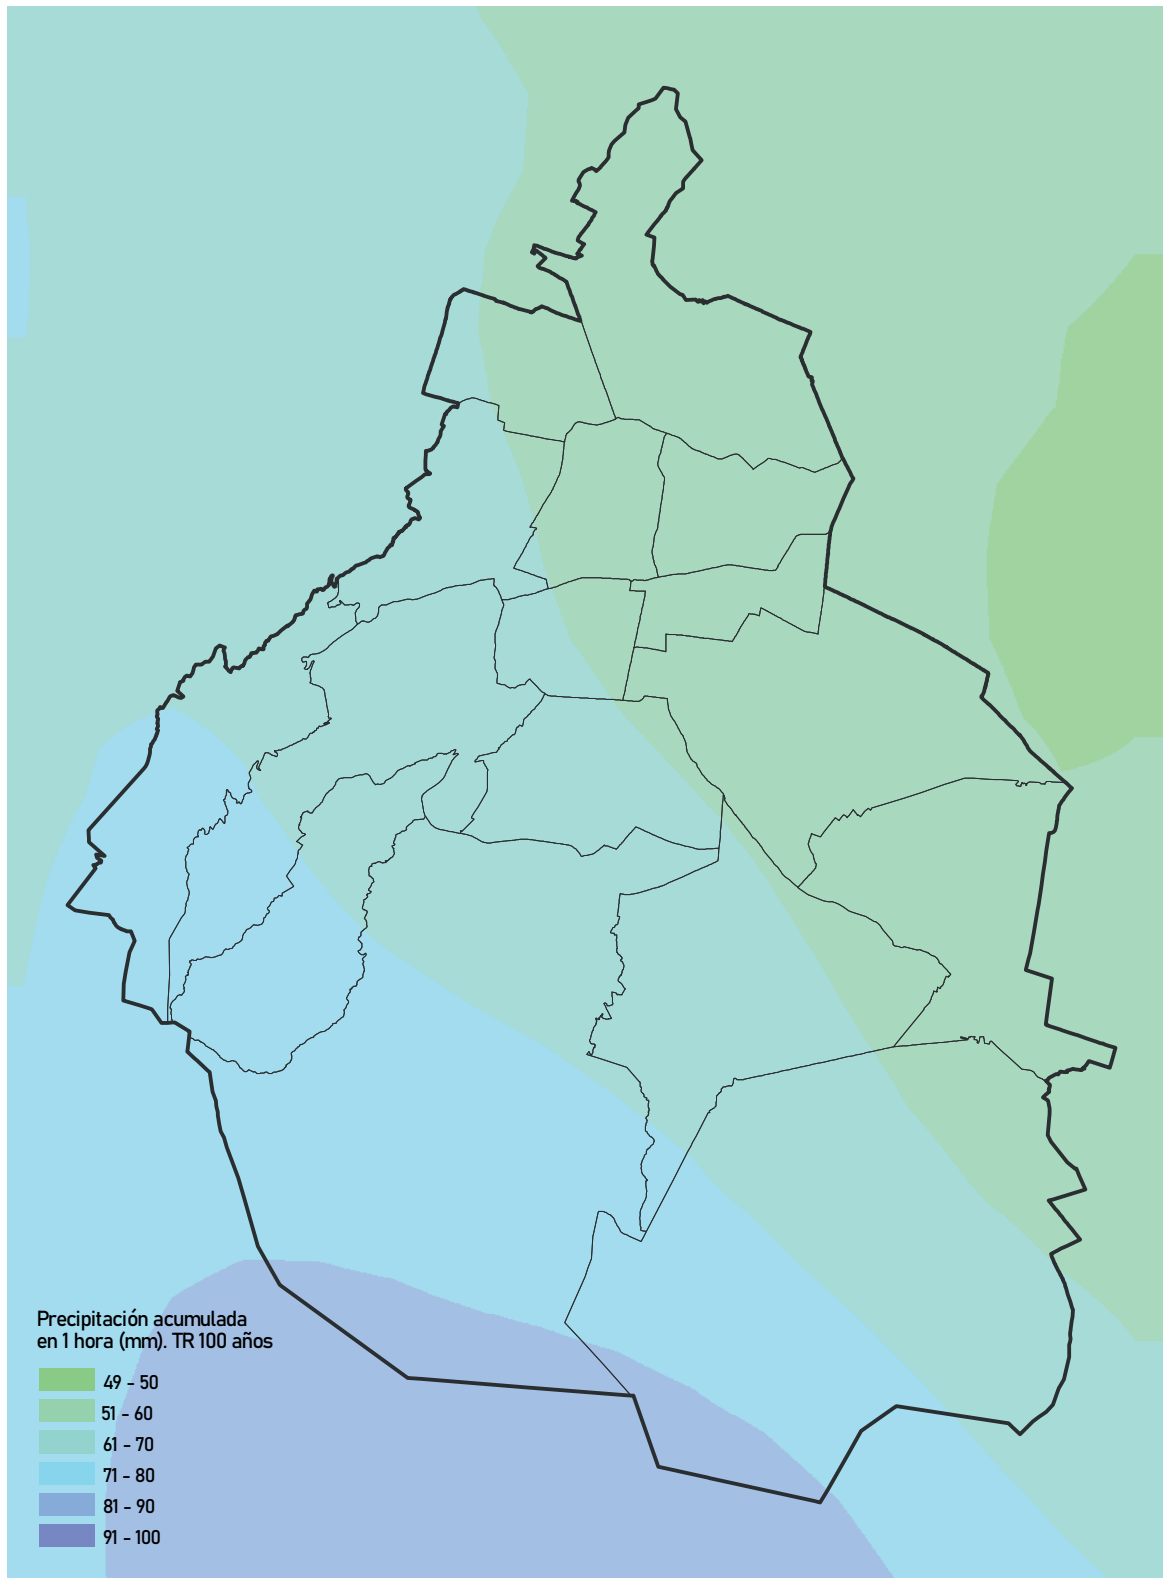 Precipitación acumulada
en 1 hora (mm). TR 100 años
49 - 50
51 - 60
61 - 70
71 - 80
81 - 90
91 - 100